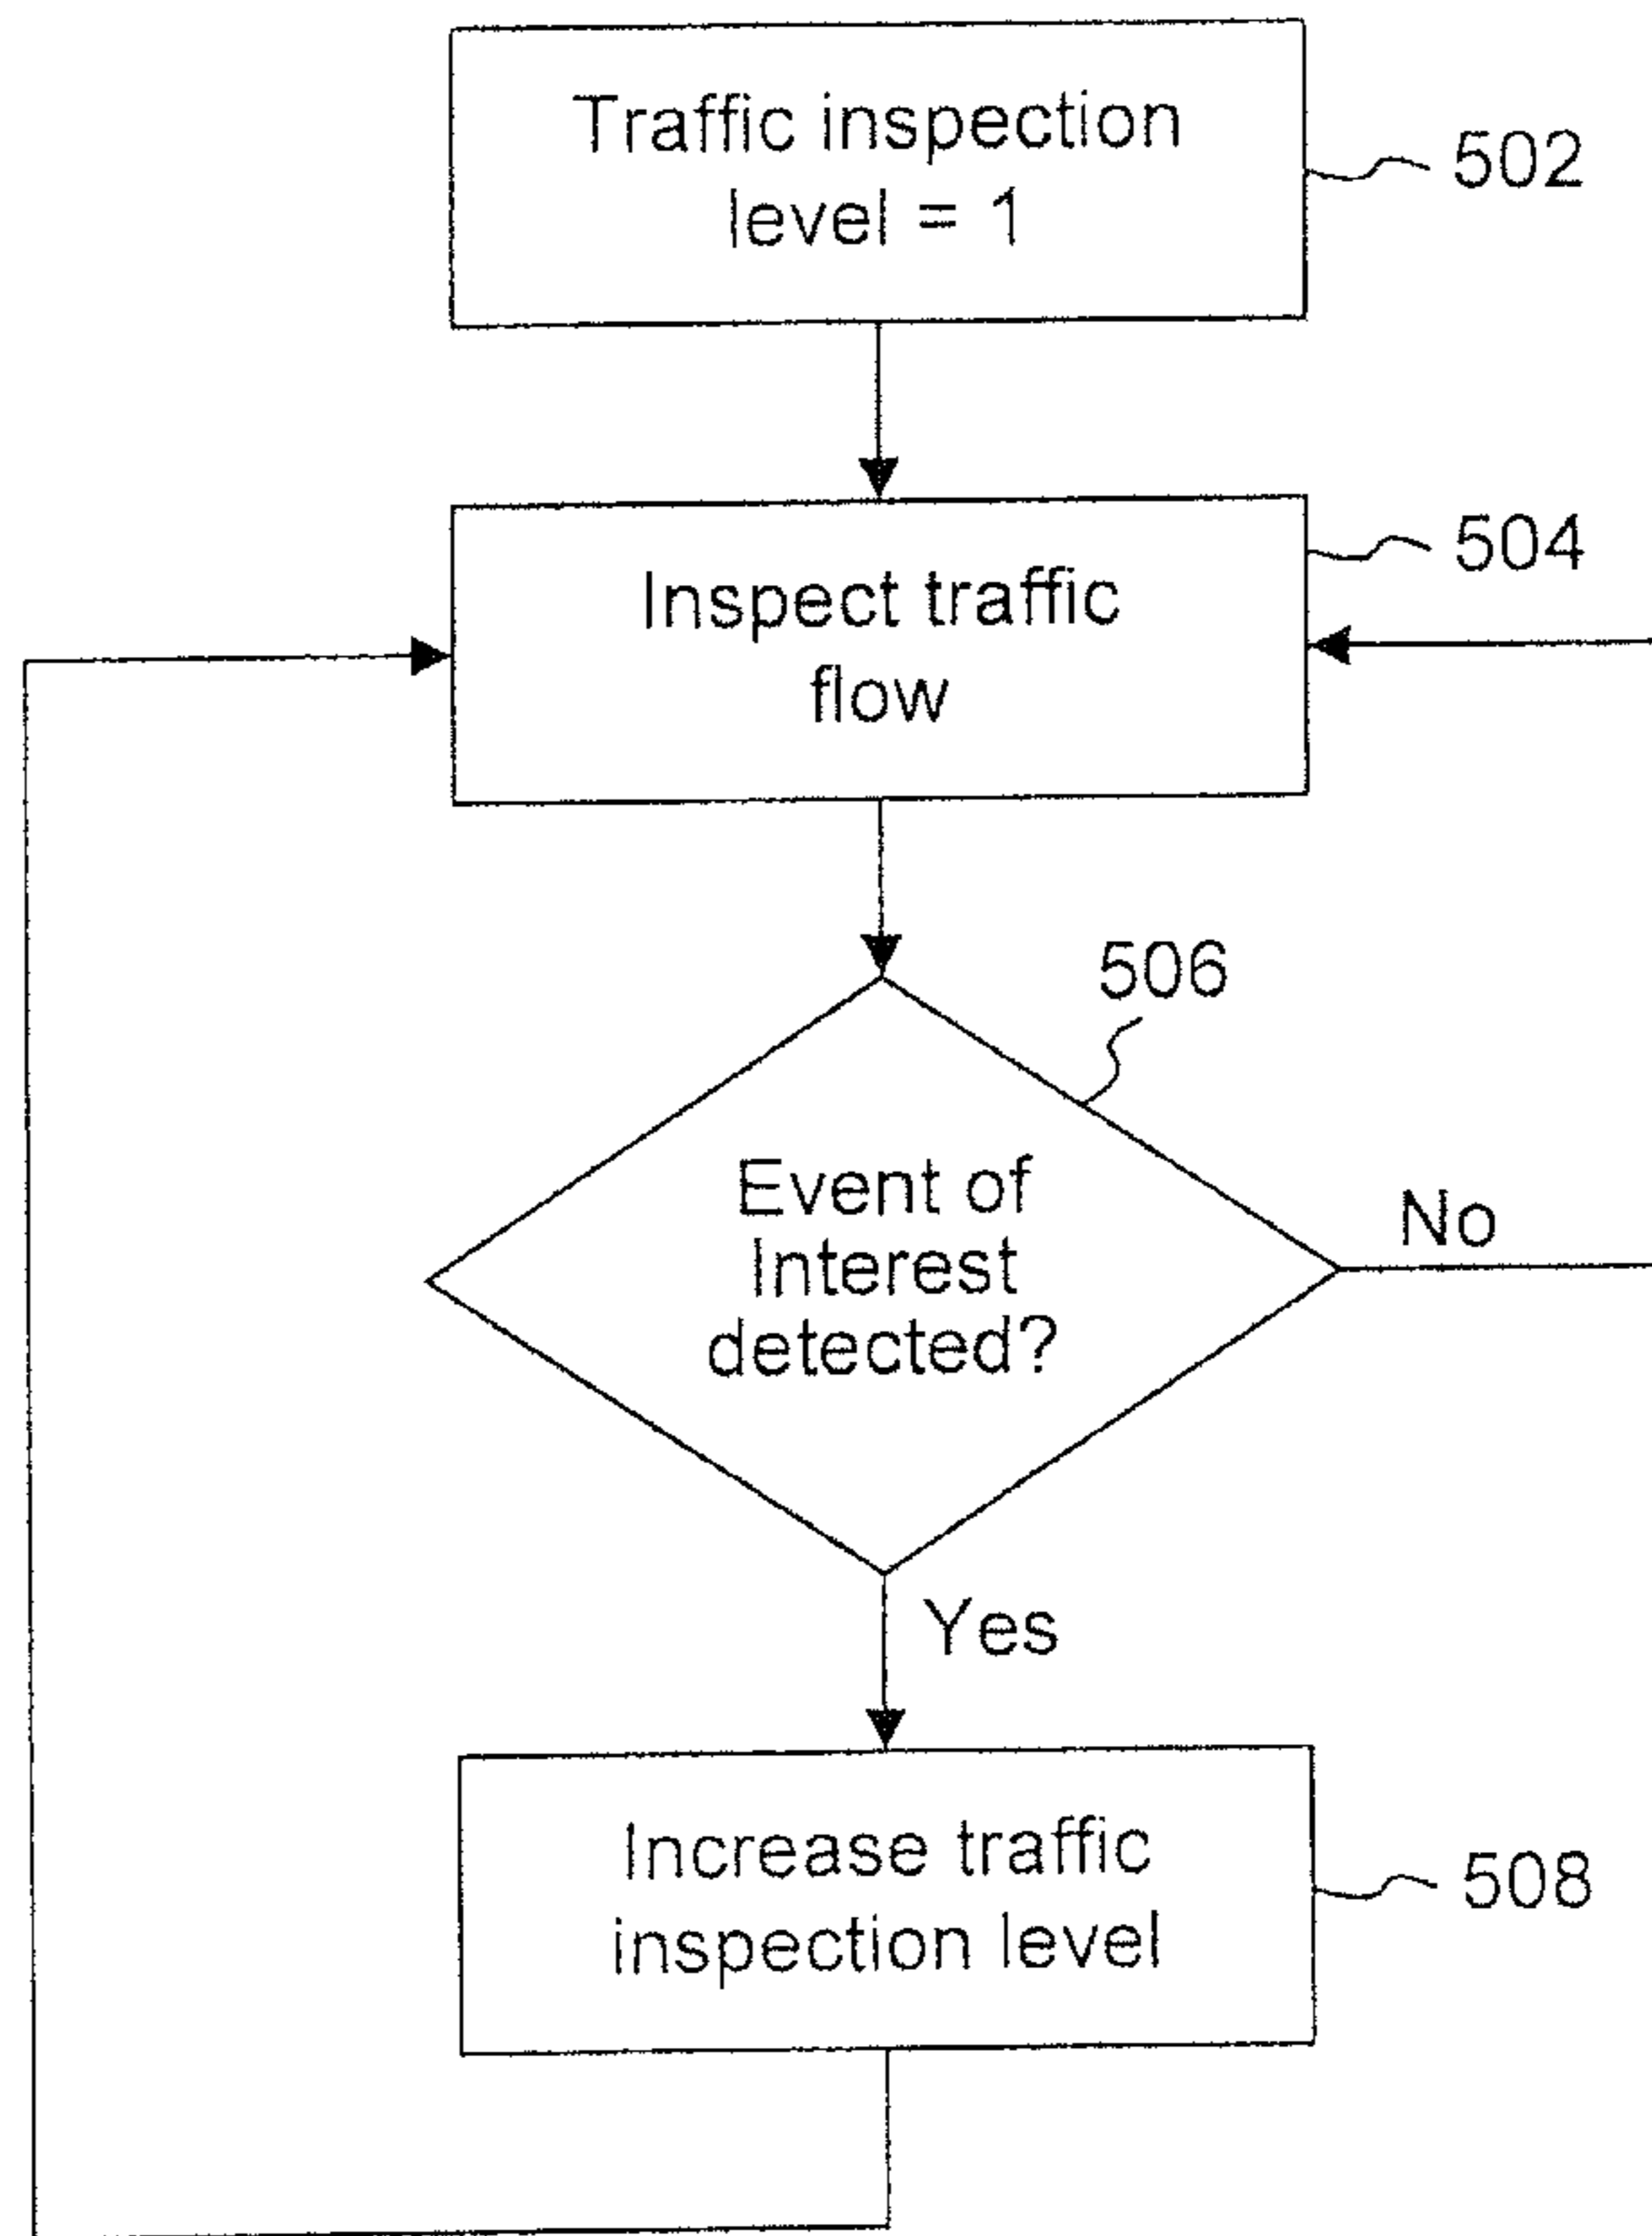 Traffic inspection
level = 1
502
Inspect traffic
flow
504
506
Event of
Interest
detected?
No
Yes
Increase traffic
inspection level
508